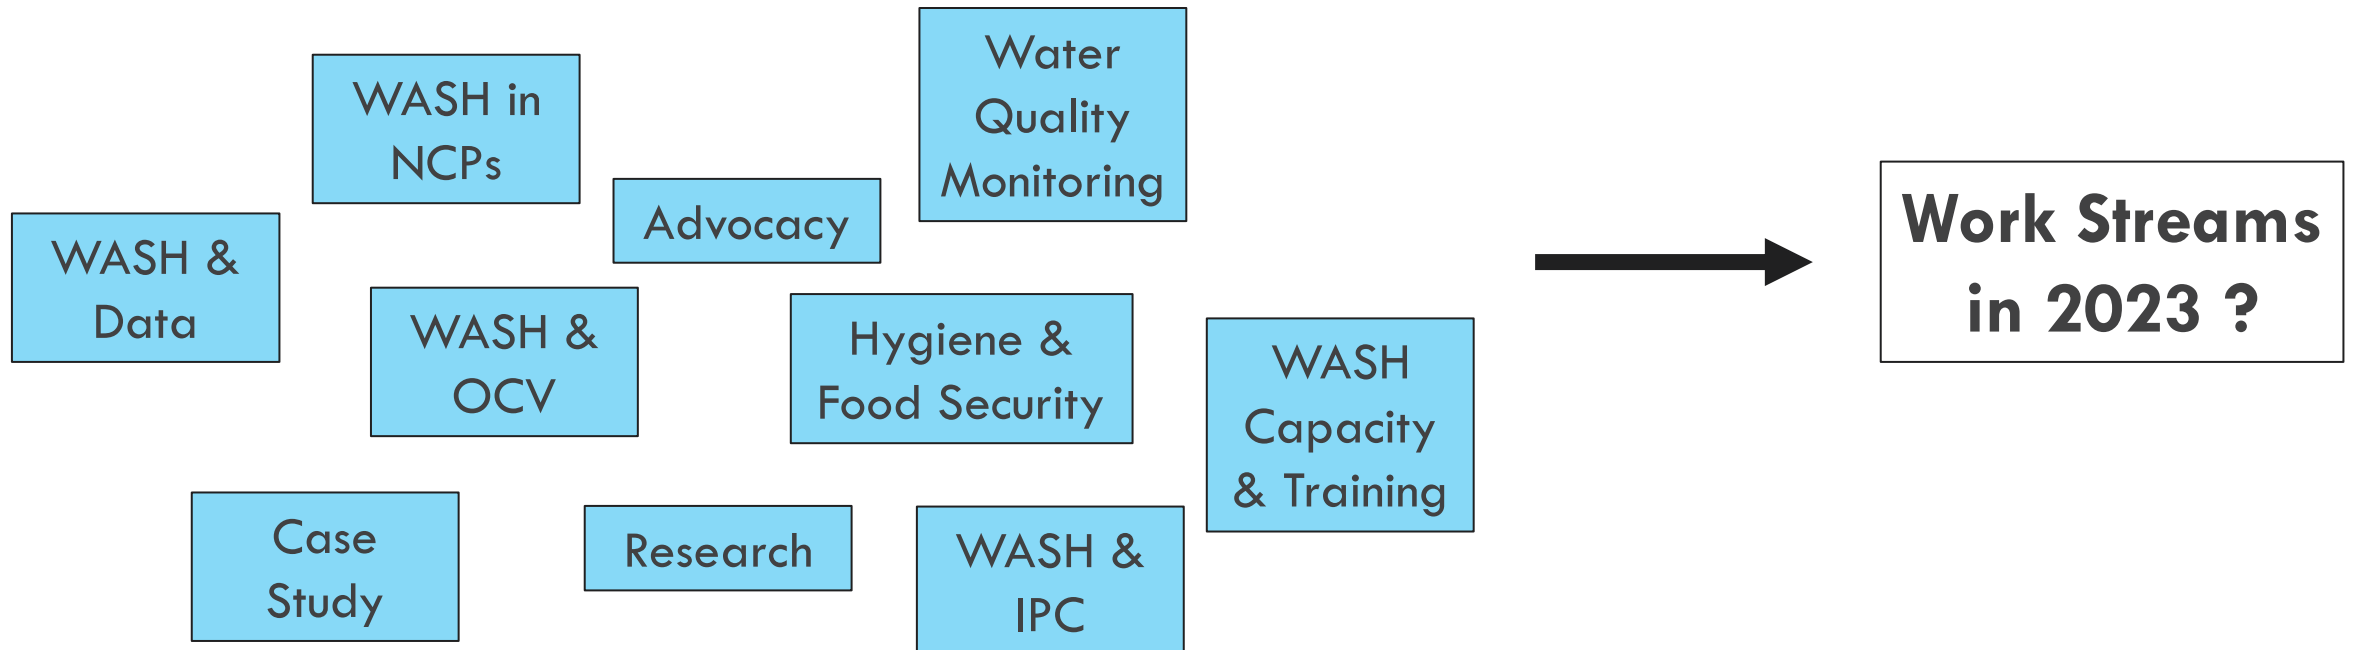 WASH in
NCPs
Water
Quality
Monitoring
Advocacy
WASH &
Data
WASH &
OCV
Hygiene &
Food Security
WASH
Capacity
& Training
Case
Study
Research
WASH &
IPC
Work Streams
in 2023 ?